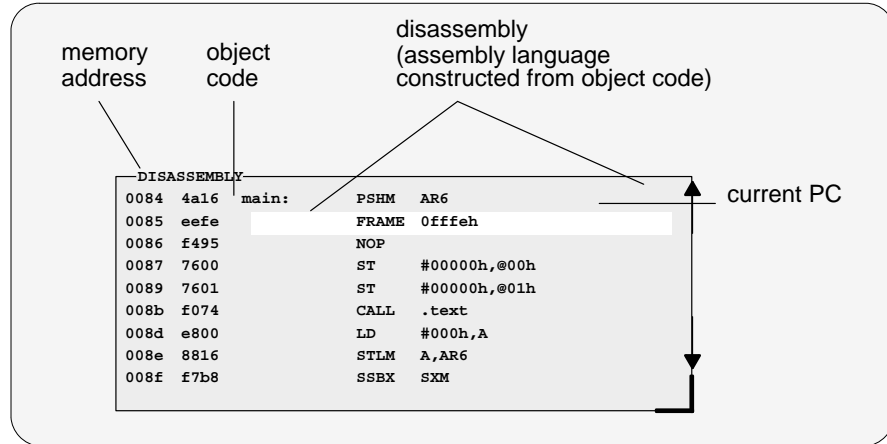 memory
address
object
code
disassembly
(assembly language
constructed from object code)
DISASSEMBLY
current PC
0084 4a16 main: PSHM AR6
0085 eefe FRAME 0fffeh
0086 f495 NOP
0087 7600 ST #00000h,@00h
0089 7601 ST #00000h,@01h
008b f074 CALL .text
008d e800 LD #000h,A
008e 8816 STLM A,AR6
008f f7b8 SSBX SXM